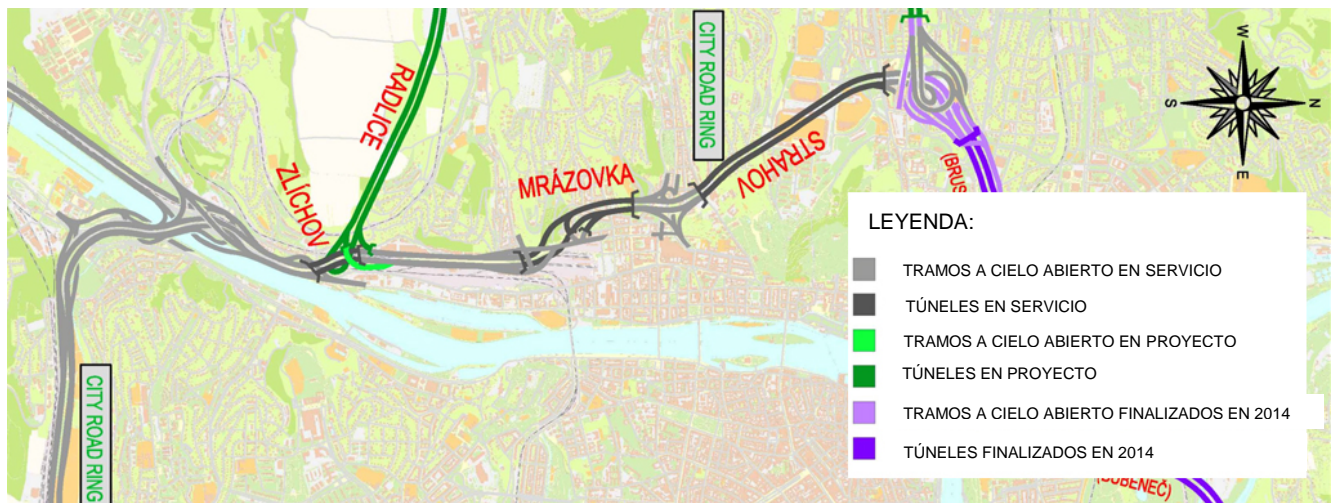 CITY ROAD RING
RADLICE
ZLÍCHOV
MRÁZOVKA
STRAHOV
(BRUS
W
N
E
S
LEYENDA:
TRAMOS A CIELO ABIERTO EN SERVICIO
TÚNELES EN SERVICIO
TRAMOS A CIELO ABIERTO EN PROYECTO
TÚNELES EN PROYECTO
TRAMOS A CIELO ABIERTO FINALIZADOS EN 2014
TÚNELES FINALIZADOS EN 2014
CITY ROAD RING